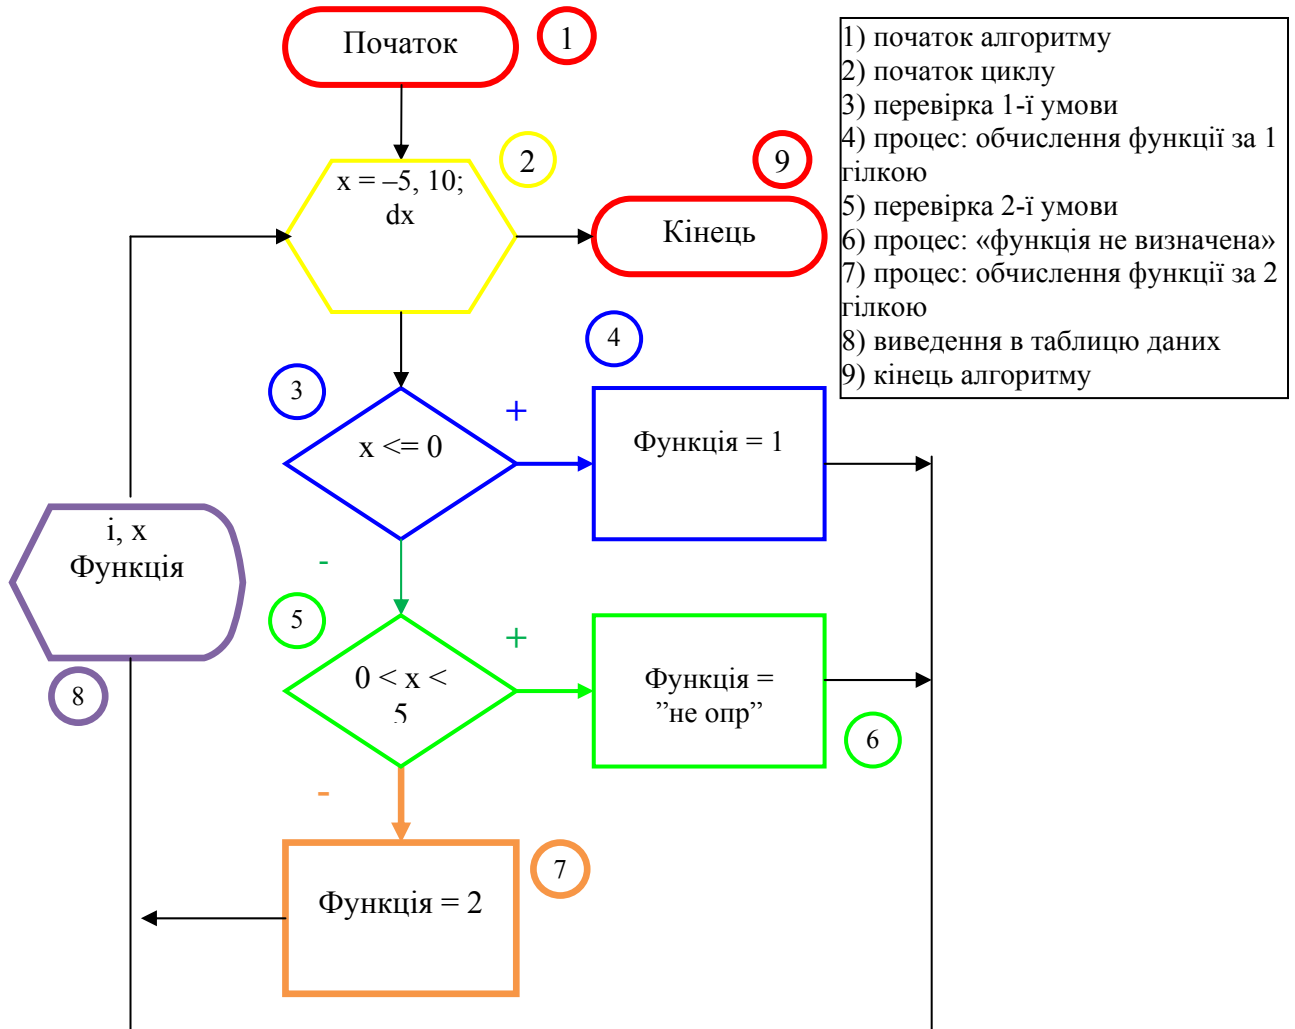 Початок
1
1) початок алгоритму
2) початок циклу
3) перевірка 1-ї умови
4) процес: обчислення функції за 1
гілкою
5) перевірка 2-ї умови
6) процес: «функція не визначена»
7) процес: обчислення функції за 2
гілкою
8) виведення в таблицю даних
9) кінець алгоритму
2
9
x = –5, 10;
dx
Кінець
4
3
+
x <= 0
Функція = 1
i, x
Функція
-
5
+
0 < x <
5
Функція =
”не опр”
8
6
-
7
Функція = 2